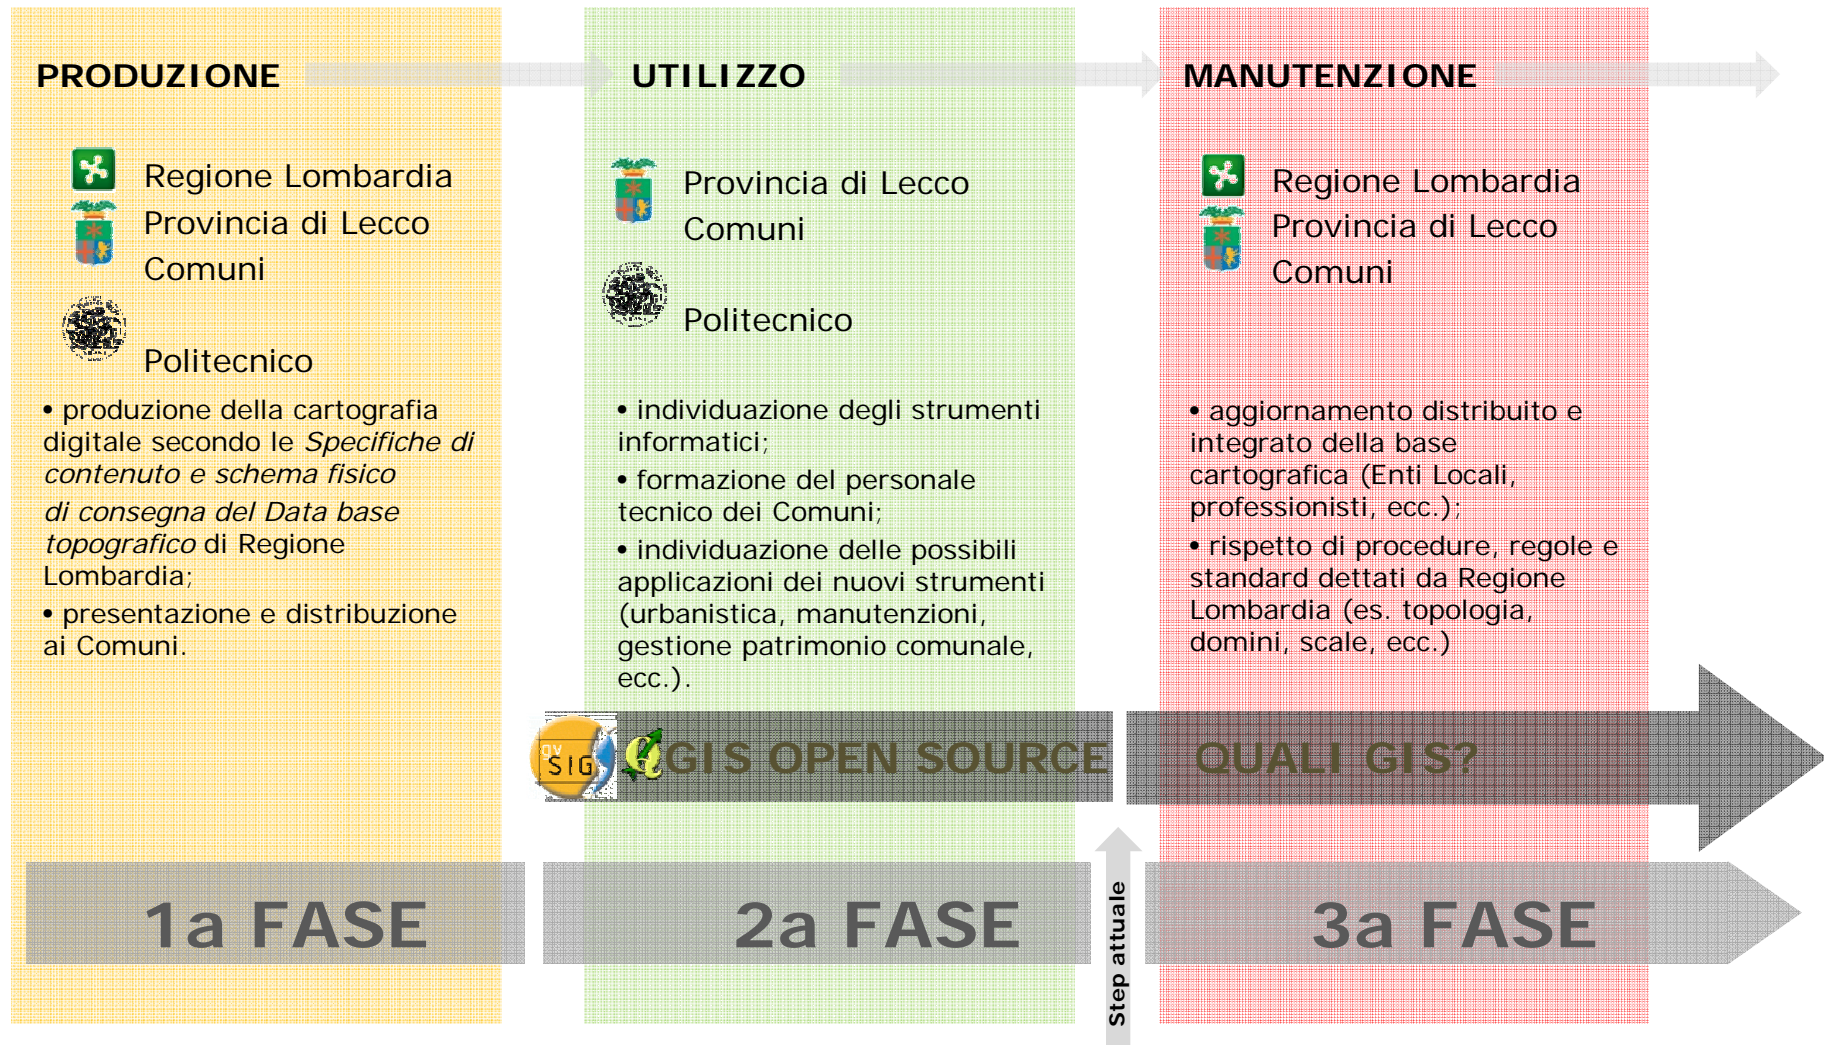 PRODUZIONE
Regione Lombardia
Provincia di Lecco
Comuni
Politecnico
• produzione della cartografia
digitale secondo le Specifiche di
contenuto e schema fisico
di consegna del Data base
topografico di Regione
Lombardia;
• presentazione e distribuzione
ai Comuni.
UTILIZZO
Provincia di Lecco
Comuni
Politecnico
• individuazione degli strumenti
informatici;
• formazione del personale
tecnico dei Comuni;
• individuazione delle possibili
applicazioni dei nuovi strumenti
(urbanistica, manutenzioni,
gestione patrimonio comunale,
ecc.).
MANUTENZIONE
Regione Lombardia
Provincia di Lecco
Comuni
• aggiornamento distribuito e
integrato della base
cartografica (Enti Locali,
professionisti, ecc.);
• rispetto di procedure, regole e
standard dettati da Regione
Lombardia (es. topologia,
domini, scale, ecc.)
gv
SIG
GIS OPEN SOURCE
QUALI GIS?
1a FASE
2a FASE
Step attuale
3a FASE